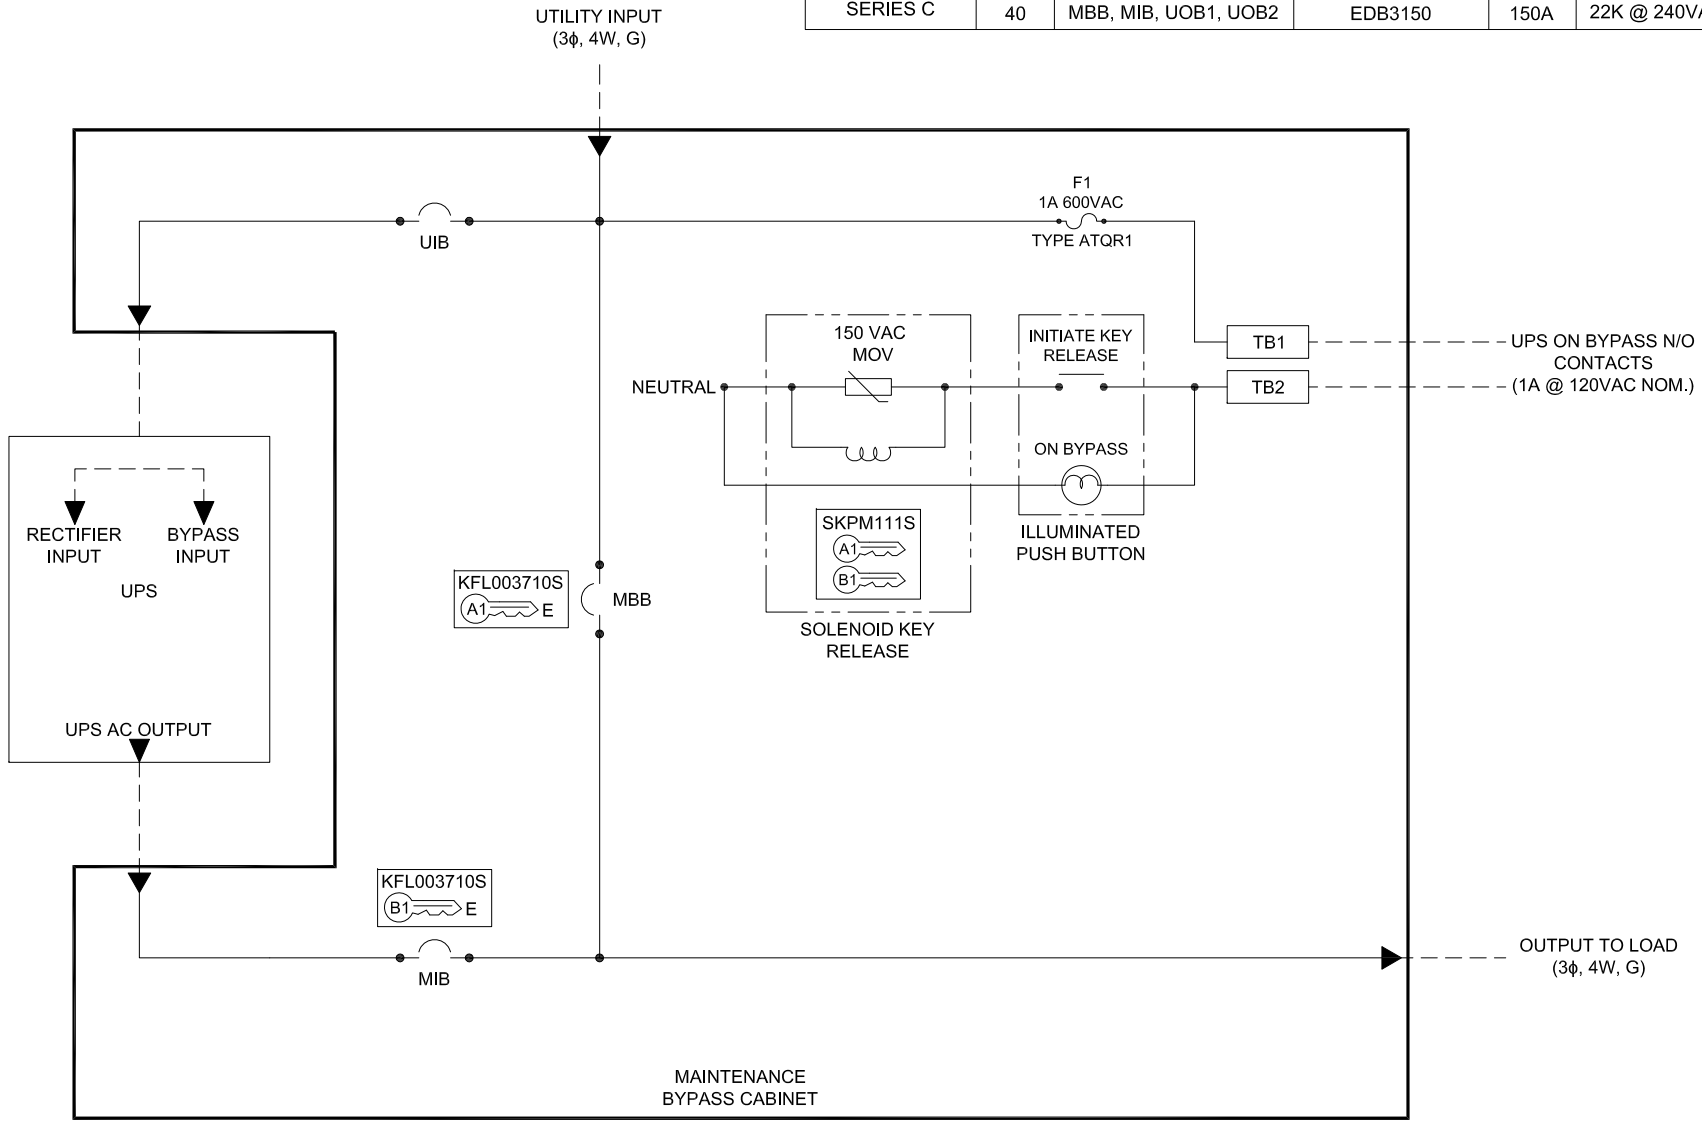 UTILITY INPUT
(3ϕ, 4W, G)
SERIES C 40 MBB, MIB, UOB1, UOB2 EDB3150 150A 22K @ 240VA
F1
1A 600VAC
TYPE ATQR1
UIB
150 VAC
MOV
INITIATE KEY
RELEASE
TB1
UPS ON BYPASS N/O
CONTACTS
(1A @ 120VAC NOM.)
NEUTRAL
TB2
ON BYPASS
RECTIFIER
INPUT
BYPASS
INPUT
UPS
SKPM111S
A1
B1
ILLUMINATED
PUSH BUTTON
KFL003710S
A1 E
MBB
SOLENOID KEY
RELEASE
UPS AC OUTPUT
KFL003710S
B1 E
MIB
OUTPUT TO LOAD
(3ϕ, 4W, G)
MAINTENANCE
BYPASS CABINET